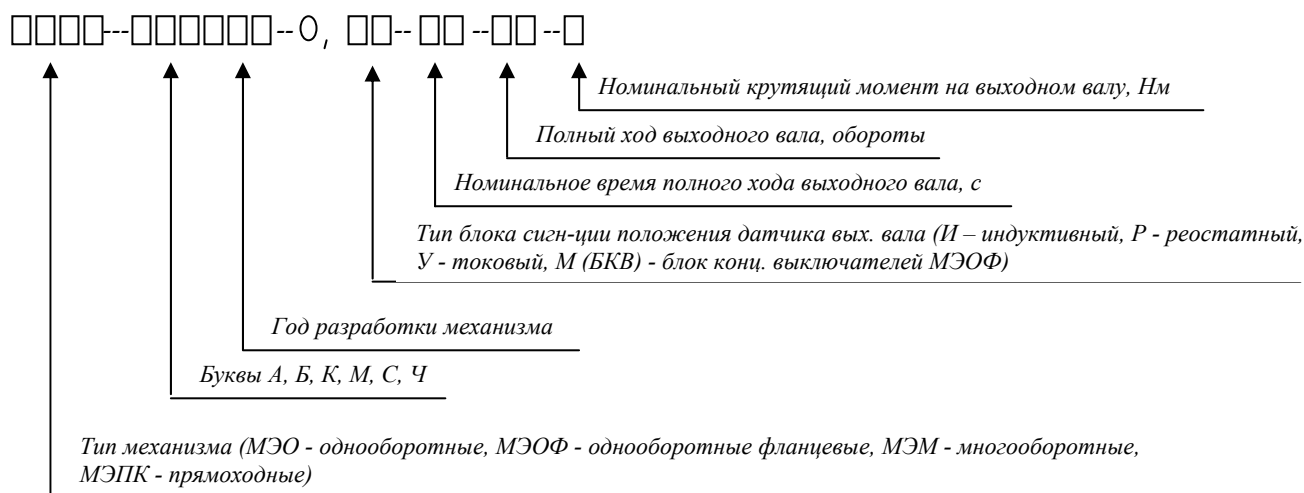 □□□□---□□□□□□--0, □□--□□--□□--□
Номинальный крутящий момент на выходном валу, Нм
Полный ход выходного вала, обороты
Номинальное время полного хода выходного вала, с
Тип блока сигн-ции положения датчика вых. вала (И – индуктивный, Р - реостатный,
У - токовый, М (БКВ) - блок конц. выключателей МЭОФ)
Год разработки механизма
Буквы А, Б, К, М, С, Ч
Тип механизма (МЭО - однооборотные, МЭОФ - однооборотные фланцевые, МЭМ - многооборотные,
МЭПК - прямоходные)